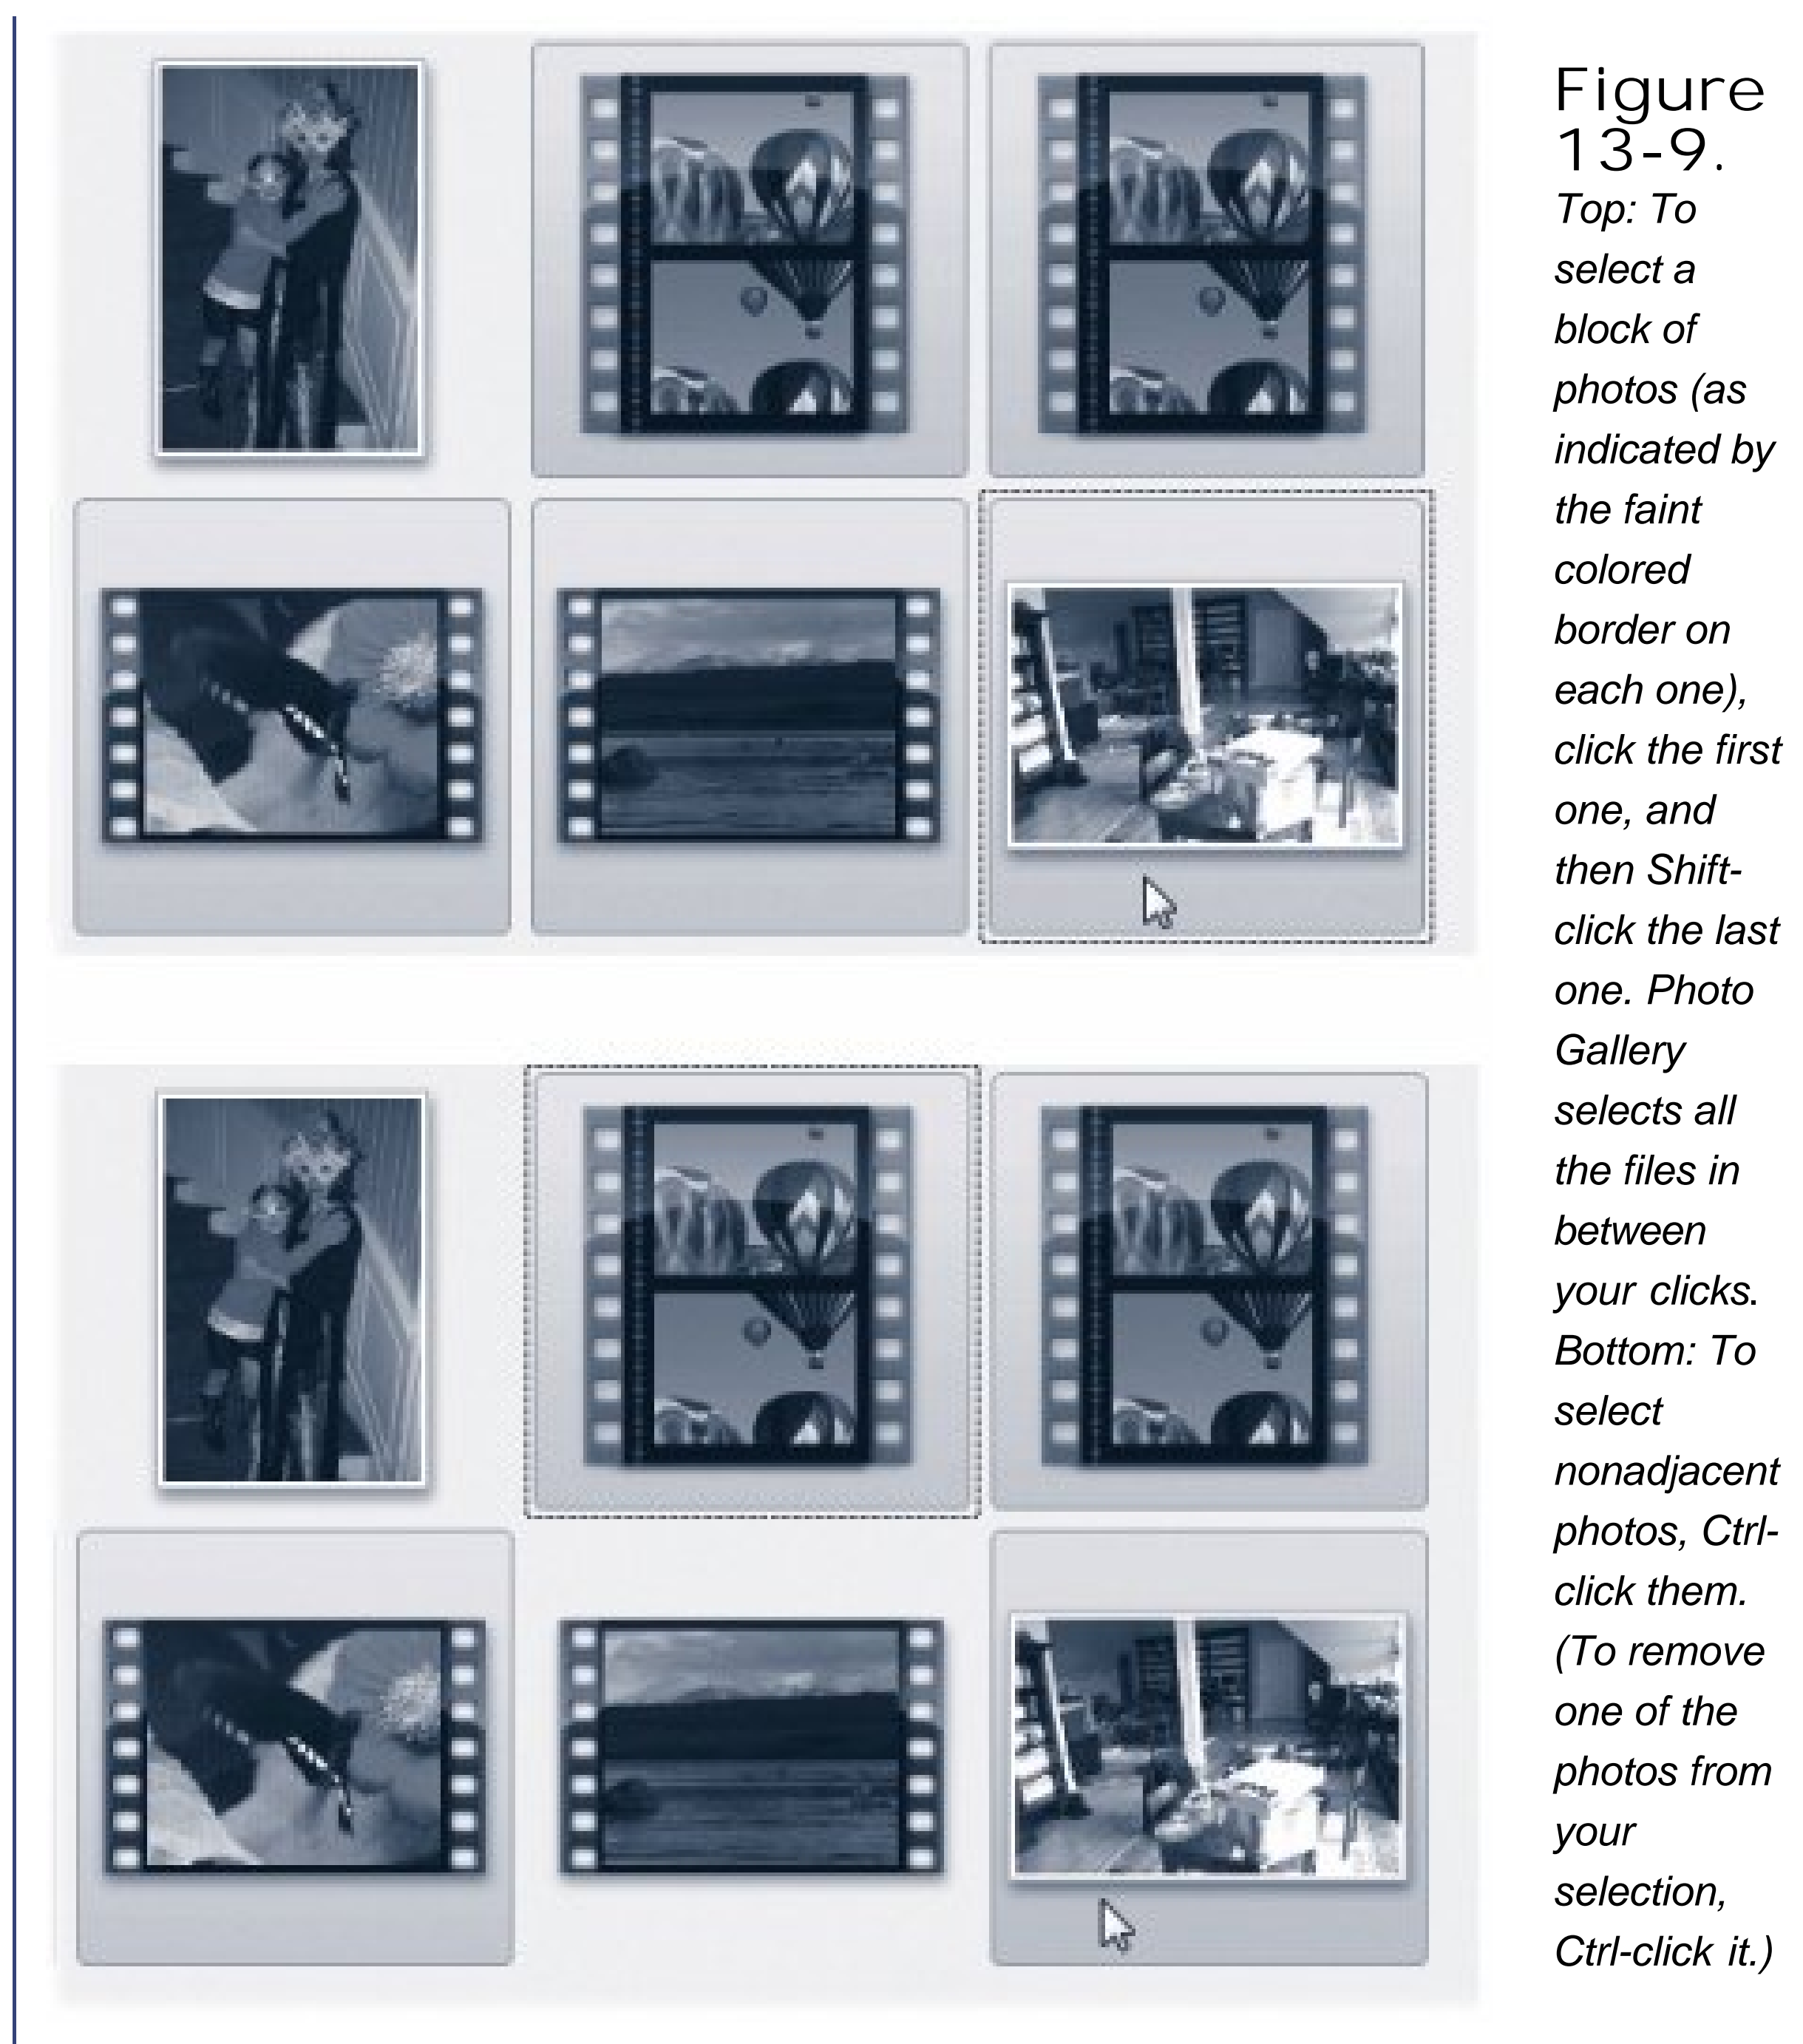 Figure
13-9.
Top: To
select a
block of
photos (as
indicated by
the faint
colored
border on
each one),
click the first
one, and
then Shift-
click the last
one. Photo
Gallery
selects all
the files in
between
your clicks.
Bottom: To
select
nonadjacent
photos, Ctrl-
click them.
(To remove
one of the
photos from
your
selection,
Ctrl-click it.)